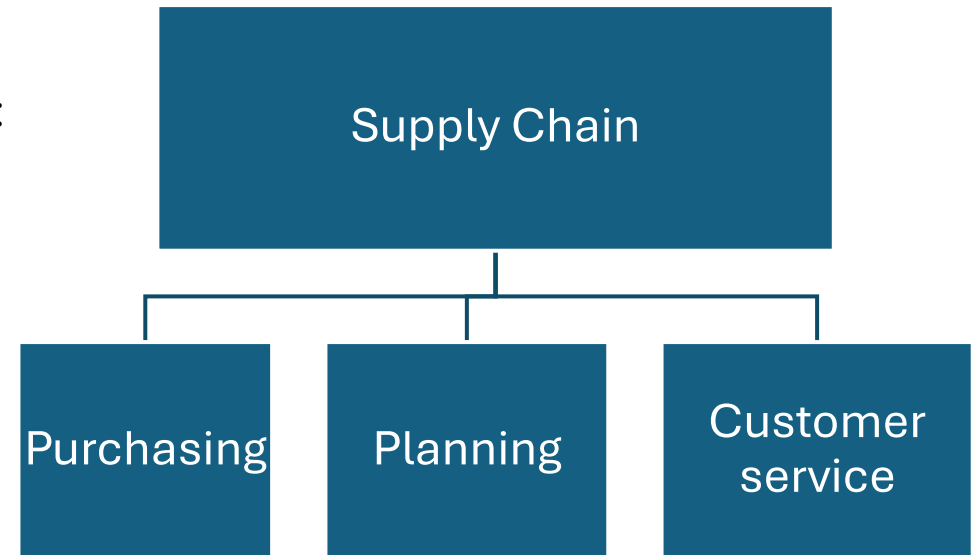 :
Supply Chain
Purchasing
Planning
Customer
service